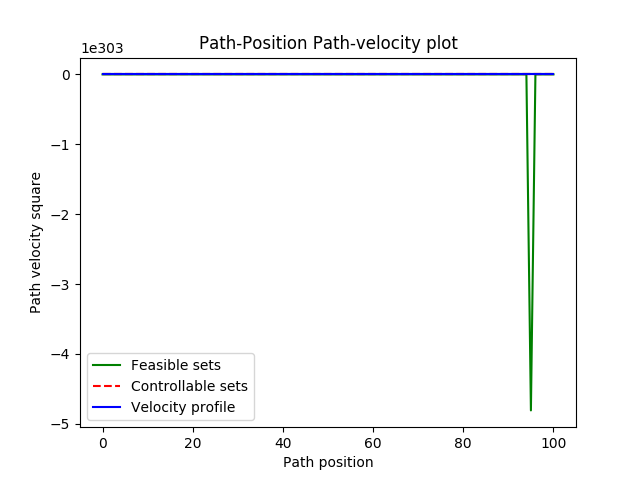 Path-Position Path-velocity plot
1e303
0
−1
−2
−3
−4
−5
Path velocity square
Feasible sets
Controllable sets
Velocity profile
0 20 40 60 80 100
Path position